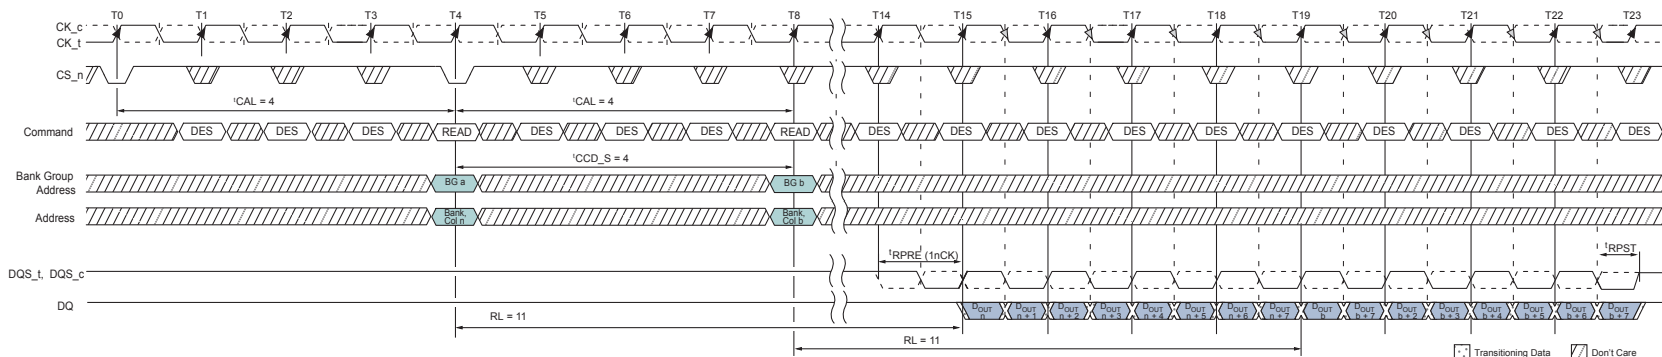 T0 T1 T2 T3 T4 T5 T6 T7 T8 T14 T15 T16 T17 T18 T19 T20 T21 T22 T23
CK_c
CK_t
CS_n
tCAL = 4 tCAL = 4
Command DES DES DES READ DES DES DES READ DES DES DES DES DES DES DES DES DES DES
tCCD_S = 4
Bank Group
Address
BG a BG b
Address
Bank, Bank,
Col n Col b
tRPRE (1nCK) tRPST
DQS_t, DQS_c
DQ
DOUT DOUT DOUT DOUT DOUT DOUT DOUT DOUT DOUT DOUT DOUT DOUT DOUT DOUT DOUT DOUT
n n + 1 n + 2 n + 3 n + 4 n + 5 n + 6 n + 7 b b + 7 b + 2 b + 3 b + 4 b + 5 b + 6 b + 7
RL = 11
RL = 11
Transitioning Data Don't Care